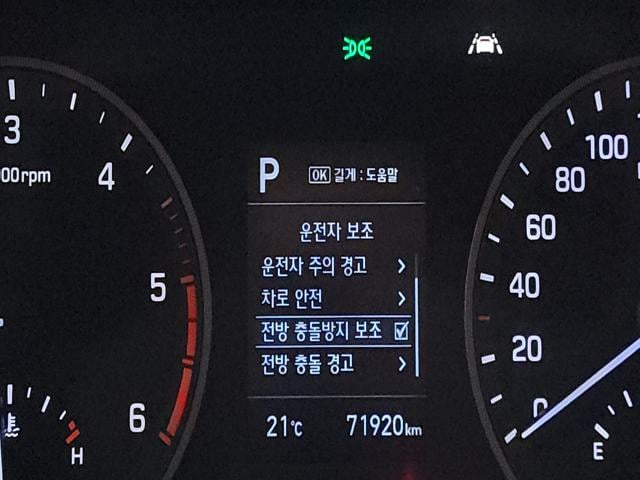 3
00rpm
4
5
6
H
P
OK 길게 : 도움말
운전자 보조
운전자 주의 경고
차로 안전
전방 충돌방지 보조
전방 충돌 경고
21℃ 71920km
100
80
60
40
20
0
E